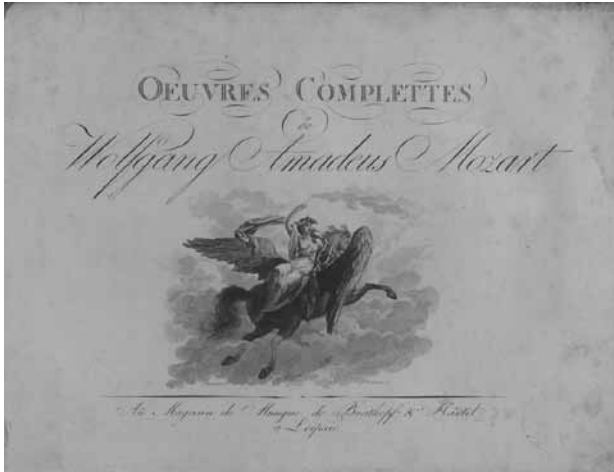 OEUVRES COMPLETTES
de
Wolfgang Amadeus Mozart
Au Magasin de Musique de Breitkopf & Härtel
a Leipsic